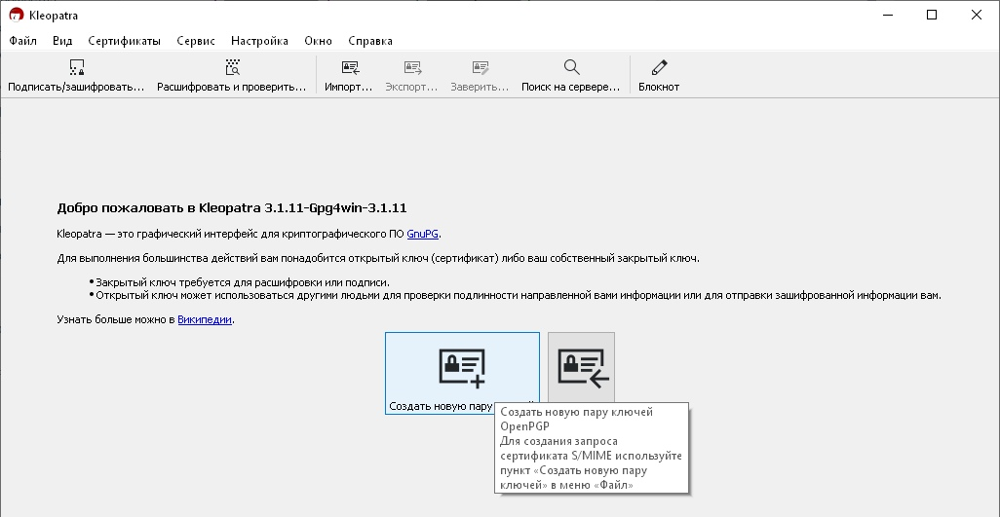 Kleopatra
Файл Вид Сертификаты Сервис Настройка Окно Справка
Подписать/зашифровать... Расшифровать и проверить... Импорт... Экспорт... Заверить... Поиск на сервере... Блокнот
Добро пожаловать в Kleopatra 3.1.11-Gpg4win-3.1.11
Kleopatra — это графический интерфейс для криптографического ПО GnuPG.
Для выполнения большинства действий вам понадобится открытый ключ (сертификат) либо ваш собственный закрытый ключ.
• Закрытый ключ требуется для расшифровки или подписи.
• Открытый ключ может использоваться другими людьми для проверки подлинности направленной вами информации или для отправки зашифрованной информации вам.
Узнать больше можно в Википедии.
Создать новую пару
Создать новую пару ключей
OpenPGP
Для создания запроса
сертификата S/MIME используйте
пункт «Создать новую пару
ключей» в меню «Файл»